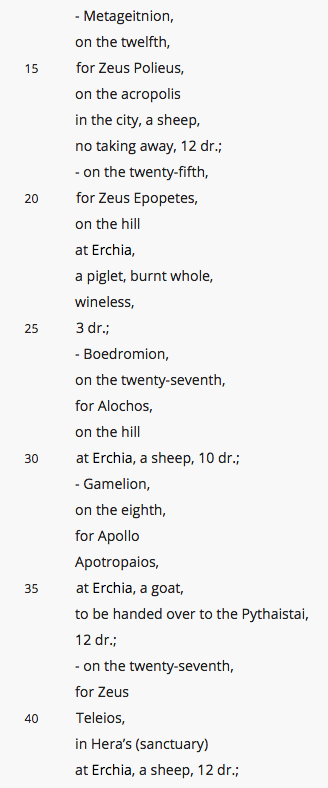 - Metageitnion,
on the twelfth,
15 for Zeus Polieus,
on the acropolis
in the city, a sheep,
no taking away, 12 dr.;
- on the twenty-fifth,
20 for Zeus Epopetes,
on the hill
at Erchia,
a piglet, burnt whole,
wineless,
25 3 dr.;
- Boedromion,
on the twenty-seventh,
for Alochos,
on the hill
30 at Erchia, a sheep, 10 dr.;
- Gamelion,
on the eighth,
for Apollo
Apotropaios,
35 at Erchia, a goat,
to be handed over to the Pythaistai,
12 dr.;
- on the twenty-seventh,
for Zeus
40 Teleios,
in Hera’s (sanctuary)
at Erchia, a sheep, 12 dr.;